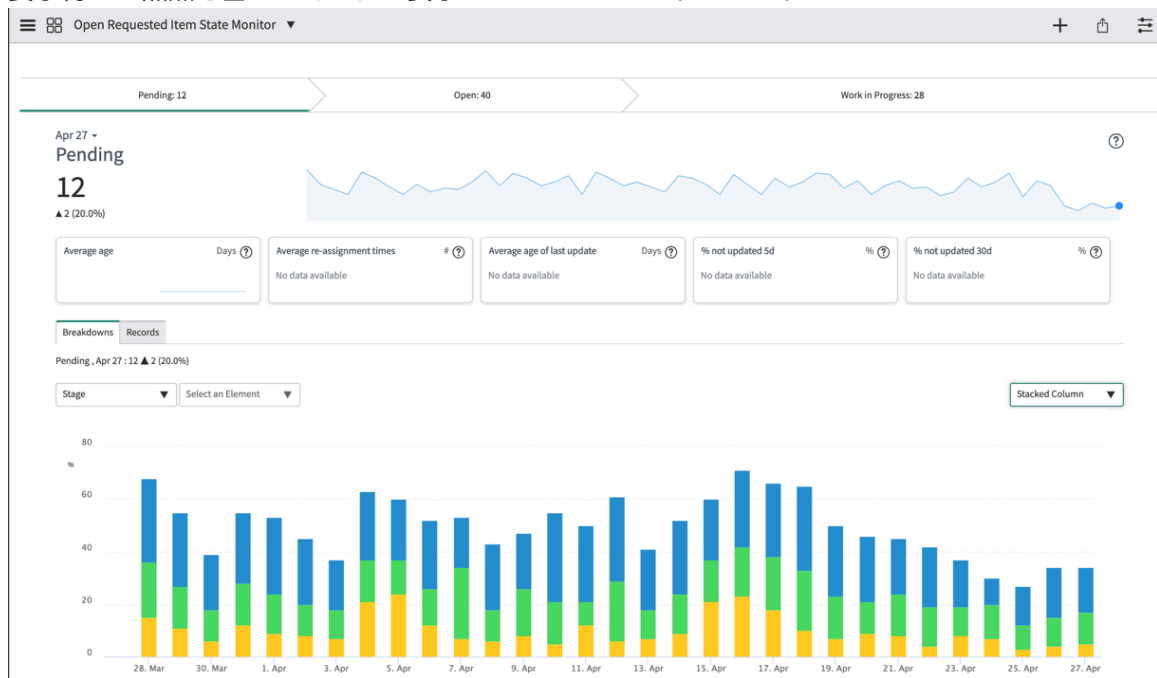 Open Requested Item State Monitor ▼
Pending: 12
Open: 40
Work in Progress: 28
Apr 27
Pending
12
▲ 2 (20.0%)
Average age Days ?
Average re-assignment times # ?
No data available
Average age of last update Days ?
No data available
% not updated 5d % ?
No data available
% not updated 30d % ?
No data available
Breakdowns Records
Pending , Apr 27 : 12 ▲ 2 (20.0%)
Stage ▼ Select an Element ▼ Stacked Column ▼
80
#
60
40
20
0
28. Mar 30. Mar 1. Apr 3. Apr 5. Apr 7. Apr 9. Apr 11. Apr 13. Apr 15. Apr 17. Apr 19. Apr 21. Apr 23. Apr 25. Apr 27. Apr